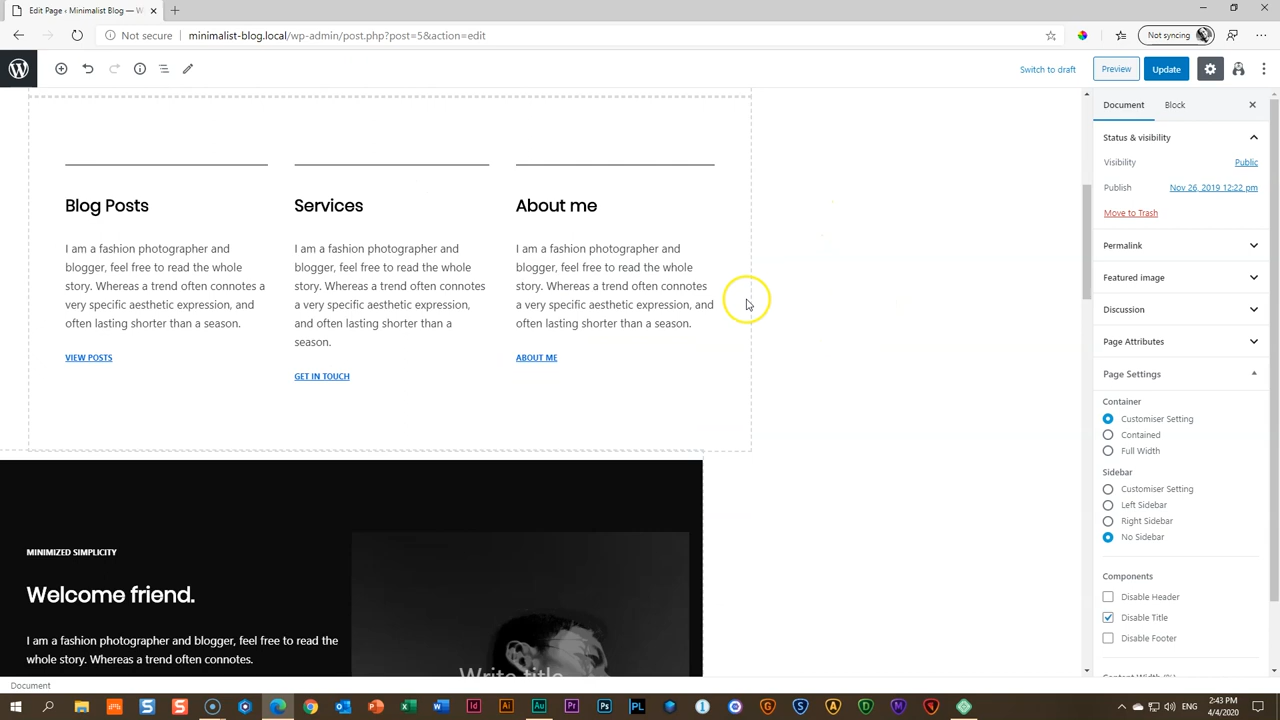 Edit Page ‹ Minimalist Blog — W
Not secure
minimalist-blog.local/wp-admin/post.php?post=5&action=edit
Not syncing
Switch to draft
Preview
Update
Document
Block
Status & visibility
Visibility
Public
Publish
Nov 26, 2019 12:22 pm
Move to Trash
Permalink
Featured image
Discussion
Page Attributes
Page Settings
Container
Customiser Setting
Contained
Full Width
Sidebar
Customiser Setting
Left Sidebar
Right Sidebar
No Sidebar
Components
Disable Header
Disable Title
Disable Footer
Content Width (%)
Blog Posts
I am a fashion photographer and
blogger, feel free to read the whole
story. Whereas a trend often connotes a
very specific aesthetic expression, and
often lasting shorter than a season.
VIEW POSTS
Services
I am a fashion photographer and
blogger, feel free to read the whole
story. Whereas a trend often connotes
a very specific aesthetic expression,
and often lasting shorter than a
season.
GET IN TOUCH
About me
I am a fashion photographer and
blogger, feel free to read the whole
story. Whereas a trend often connotes
a very specific aesthetic expression, and
often lasting shorter than a season.
ABOUT ME
MINIMIZED SIMPLICITY
Welcome friend.
I am a fashion photographer and blogger, feel free to read the
whole story. Whereas a trend often connotes.
Write title
Document
2:43 PM
4/4/2020